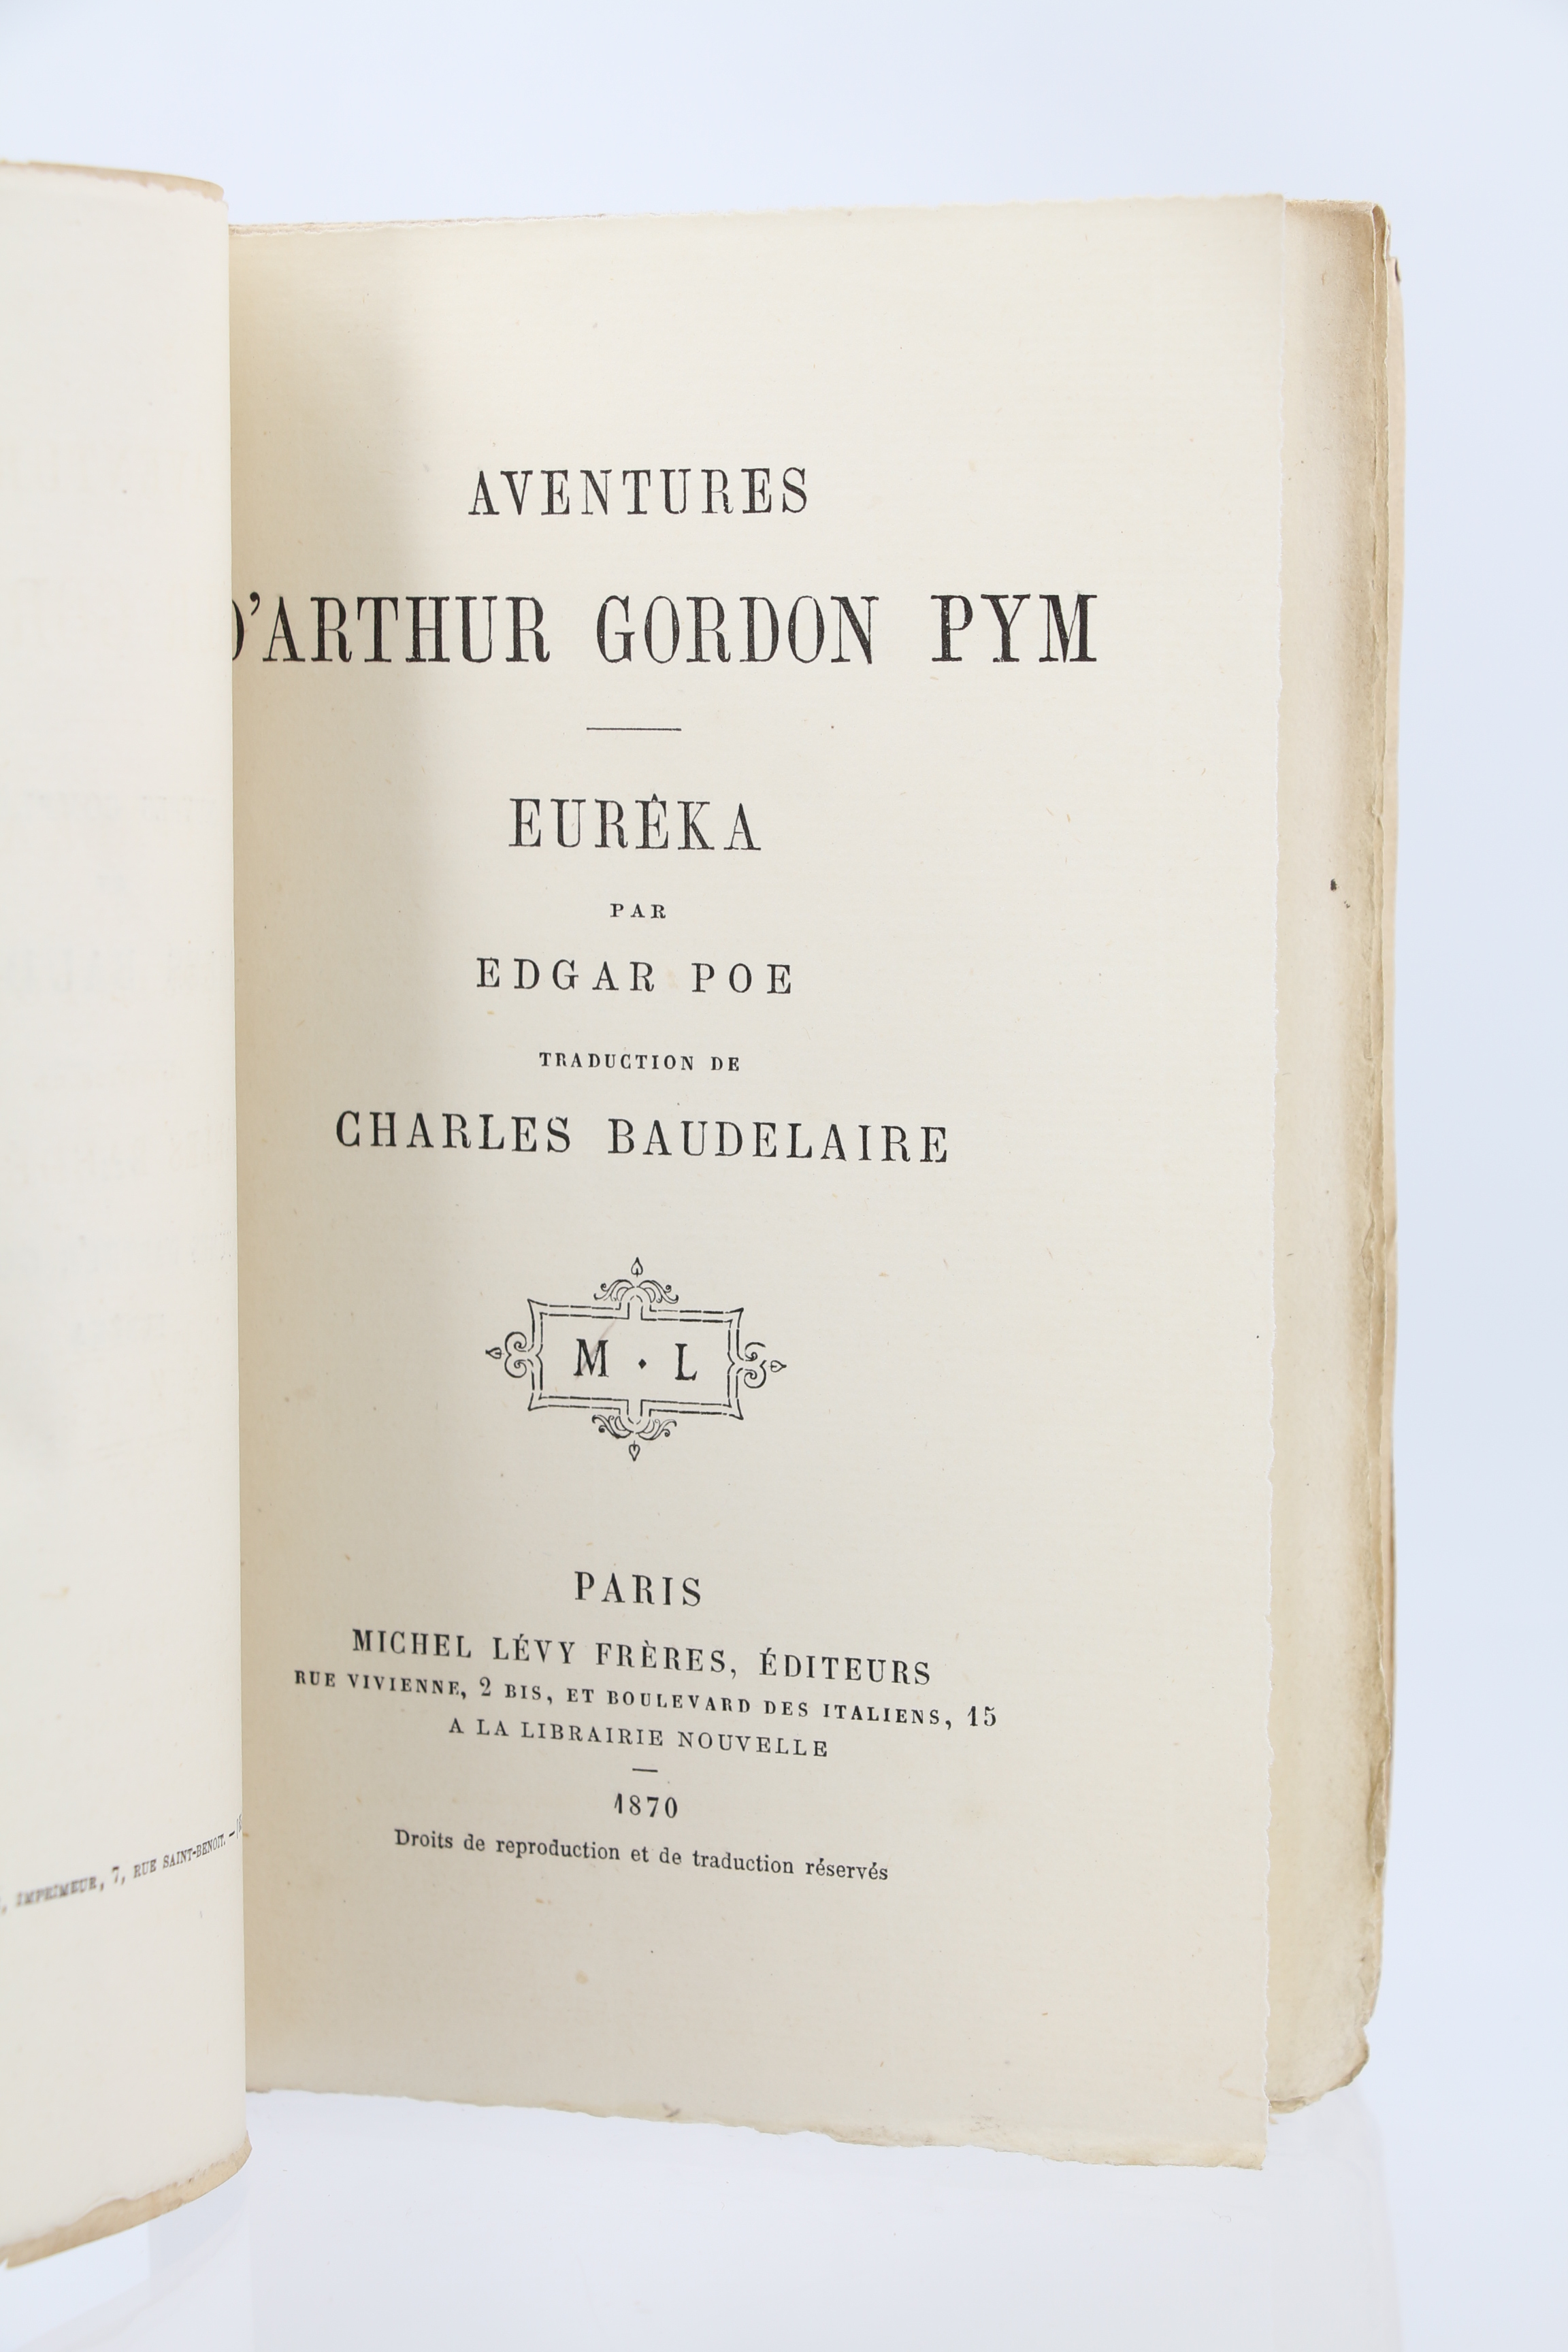 AVENTURES
D'ARTHUR GORDON PYM
EURÊKA
PAR
EDGAR POE
TRADUCTION DE
CHARLES BAUDELAIRE
M · L
PARIS
MICHEL LÉVY FRÈRES, ÉDITEURS
RUE VIVIENNE, 2 BIS, ET BOULEVARD DES ITALIENS, 15
A LA LIBRAIRIE NOUVELLE
1870
Droits de reproduction et de traduction réservés
, IMPRIMEUR, 7, RUE SAINT-BENOIT. —